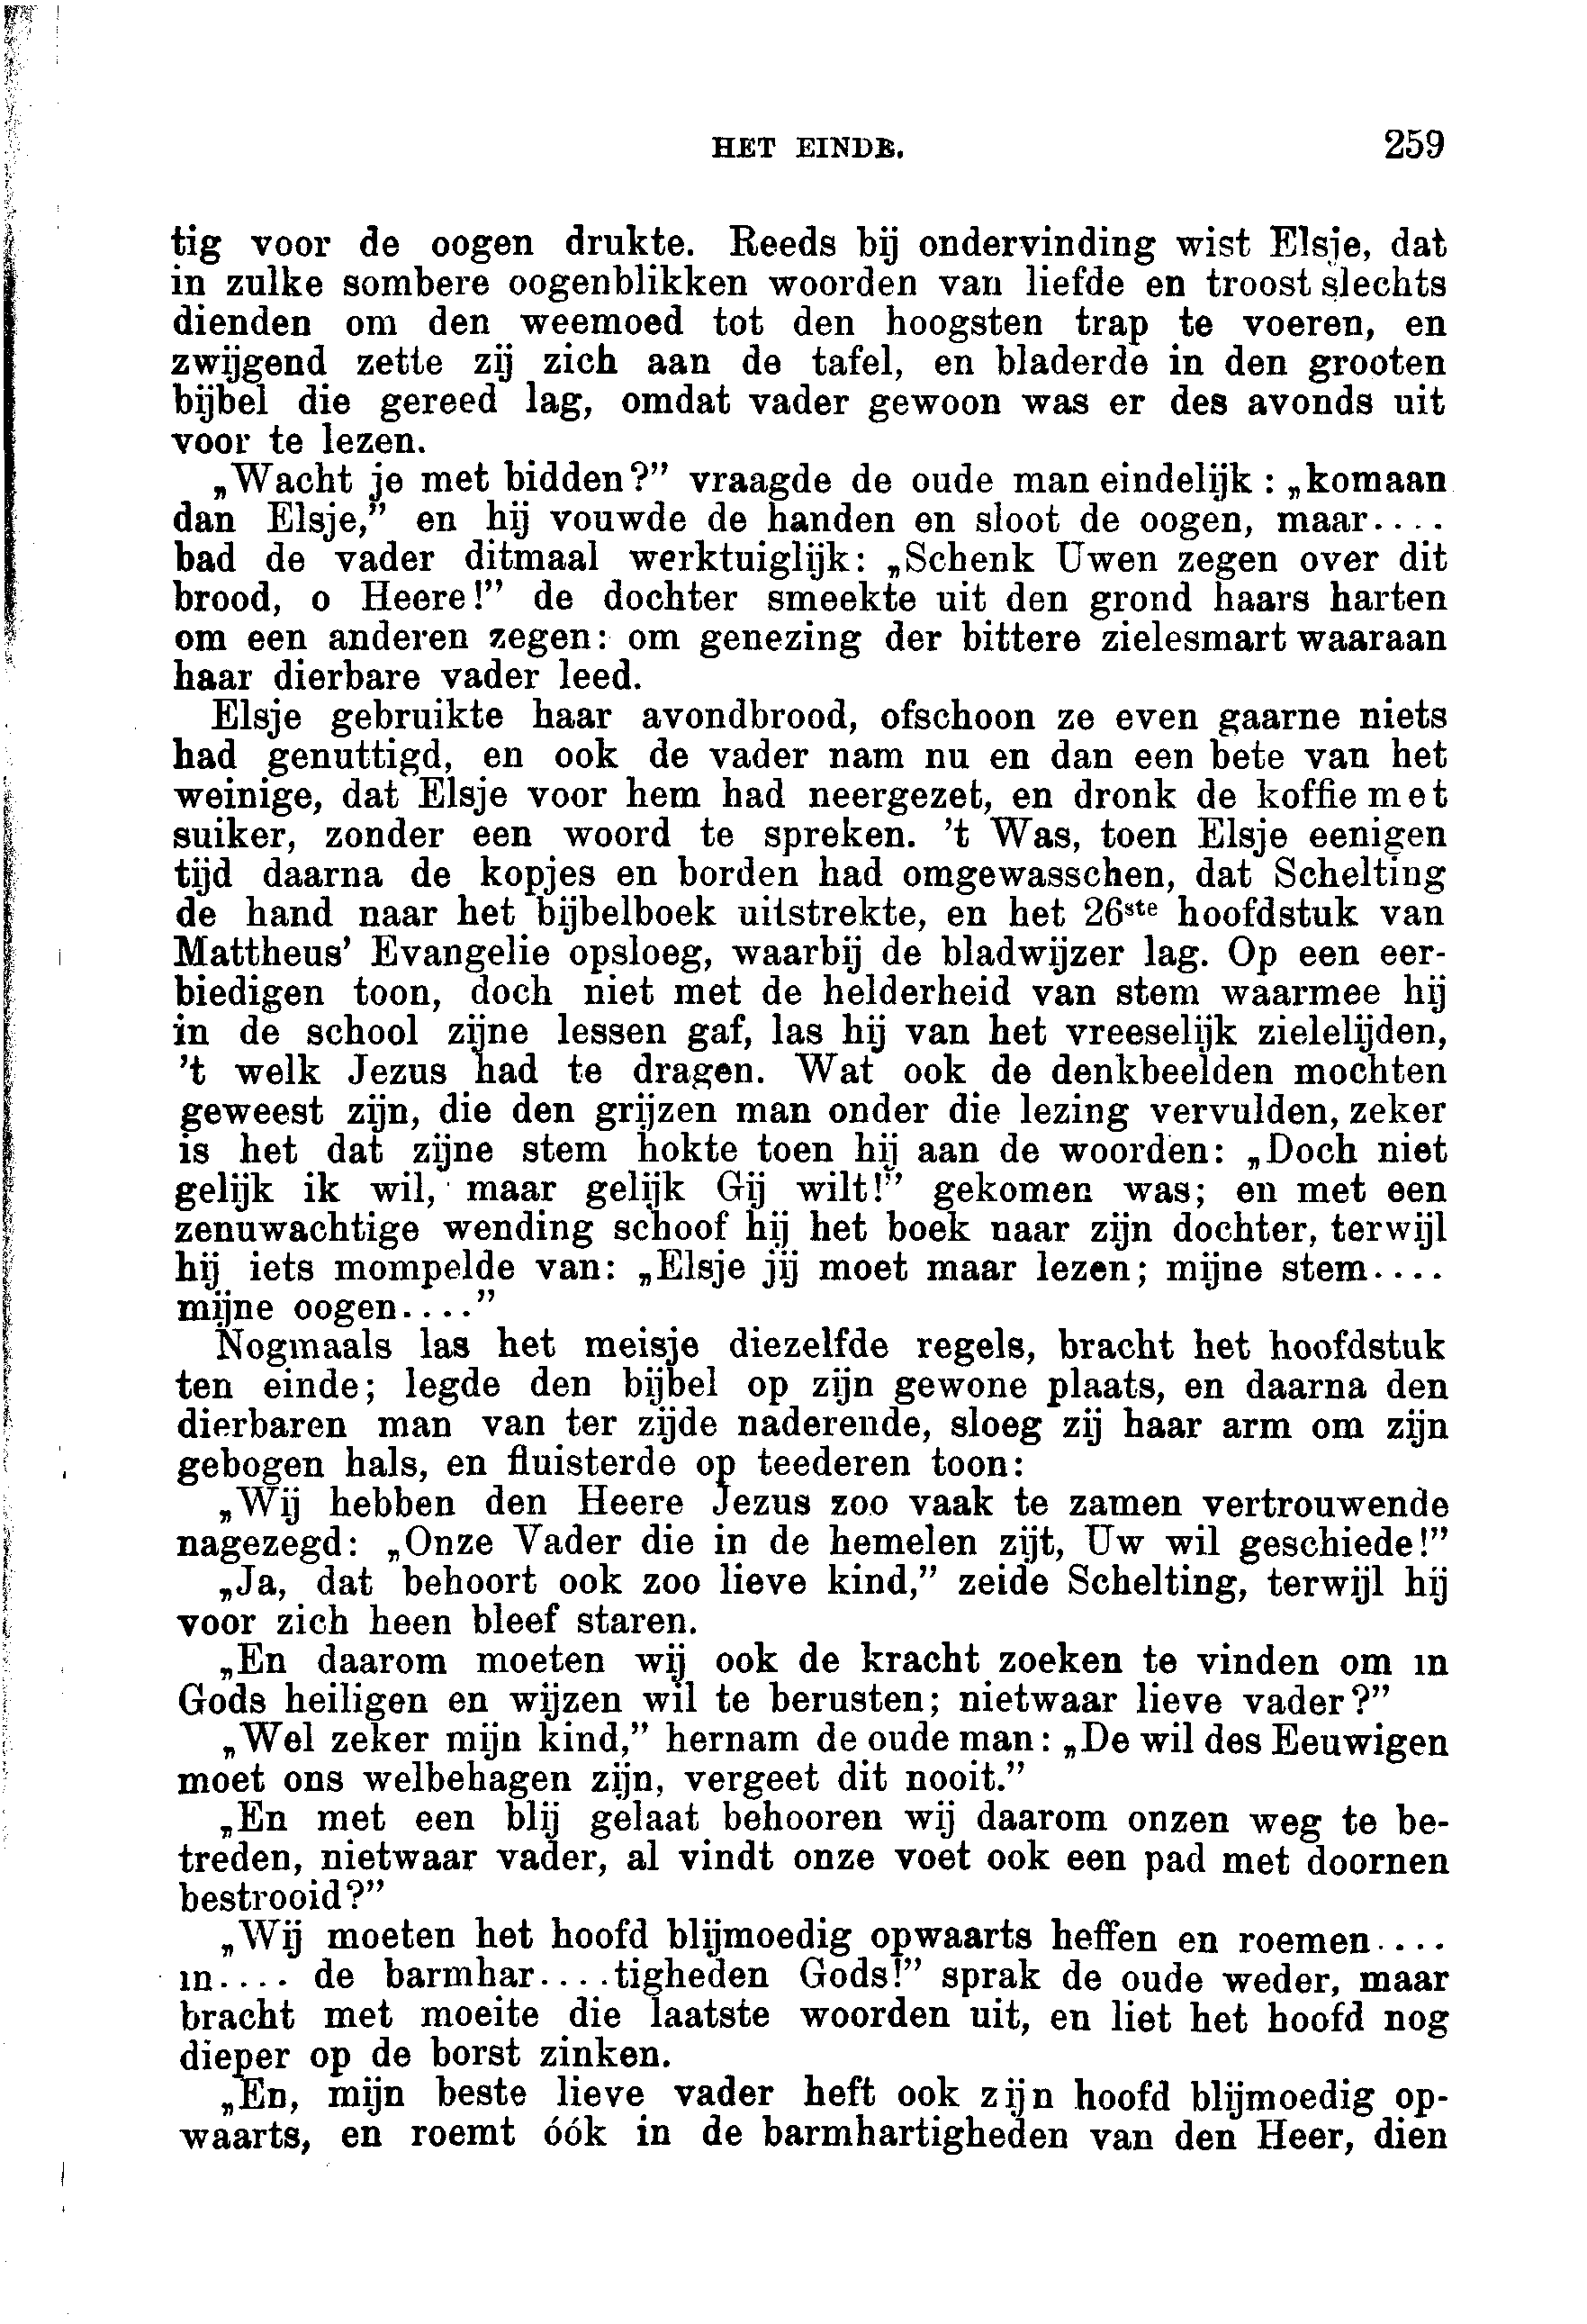 HET EINDE. 259
tig voor de oogen drukte. Reeds bij ondervinding wist Elsje, dat
in zulke sombere oogenblikken woorden van liefde en troost slechts
dienden om den weemoed tot den hoogsten trap te voeren, en
zwijgend zette zij zich aan de tafel, en bladerde in den grooten
bijbel die gereed lag, omdat vader gewoon was er des avonds uit
voor te lezen.
„Wacht je met bidden?” vraagde de oude man eindelijk: „komaan
dan Elsje,” en hij vouwde de handen en sloot de oogen, maar....
bad de vader ditmaal werktuiglijk: „Schenk Uwen zegen over dit
brood, o Heere!” de dochter smeekte uit den grond haars harten
om een anderen zegen: om genezing der bittere zielesmart waaraan
haar dierbare vader leed.
Elsje gebruikte haar avondbrood, ofschoon ze even gaarne niets
had genuttigd, en ook de vader nam nu en dan een bete van het
weinige, dat Elsje voor hem had neergezet, en dronk de koffie met
suiker, zonder een woord te spreken. ’t Was, toen Elsje eenigen
tijd daarna de kopjes en borden had omgewasschen, dat Schelting
de hand naar het bijbelboek uitstrekte, en het 26ste hoofdstuk van
Mattheus’ Evangelie opsloeg, waarbij de bladwijzer lag. Op een eer-
biedigen toon, doch niet met de helderheid van stem waarmee hij
in de school zijne lessen gaf, las hij van het vreeselijk zielelijden,
’t welk Jezus had te dragen. Wat ook de denkbeelden mochten
geweest zijn, die den grijzen man onder die lezing vervulden, zeker
is het dat zijne stem hokte toen hij aan de woorden: „Doch niet
gelijk ik wil, maar gelijk Gij wilt!” gekomen was; en met een
zenuwachtige wending schoof hij het boek naar zijn dochter, terwijl
hij iets mompelde van: „Elsje jij moet maar lezen; mijne stem....
mijne oogen....”
Nogmaals las het meisje diezelfde regels, bracht het hoofdstuk
ten einde; legde den bijbel op zijn gewone plaats, en daarna den
dierbaren man van ter zijde naderende, sloeg zij haar arm om zijn
gebogen hals, en fluisterde op teederen toon:
„Wij hebben den Heere Jezus zoo vaak te zamen vertrouwende
nagezegd: „Onze Vader die in de hemelen zijt, Uw wil geschiede!”
„Ja, dat behoort ook zoo lieve kind,” zeide Schelting, terwijl hij
voor zich heen bleef staren.
„En daarom moeten wij ook de kracht zoeken te vinden om in
Gods heiligen en wijzen wil te berusten; nietwaar lieve vader?”
„Wel zeker mijn kind,” hernam de oude man: „De wil des Eeuwigen
moet ons welbehagen zijn, vergeet dit nooit.”
„En met een blij gelaat behooren wij daarom onzen weg te be-
treden, nietwaar vader, al vindt onze voet ook een pad met doornen
bestrooid?”
„Wij moeten het hoofd blijmoedig opwaarts heffen en roemen....
in.... de barmhar....tigheden Gods!” sprak de oude weder, maar
bracht met moeite die laatste woorden uit, en liet het hoofd nog
dieper op de borst zinken.
„En, mijn beste lieve vader heft ook zijn hoofd blijmoedig op-
waarts, en roemt óók in de barmhartigheden van den Heer, dien